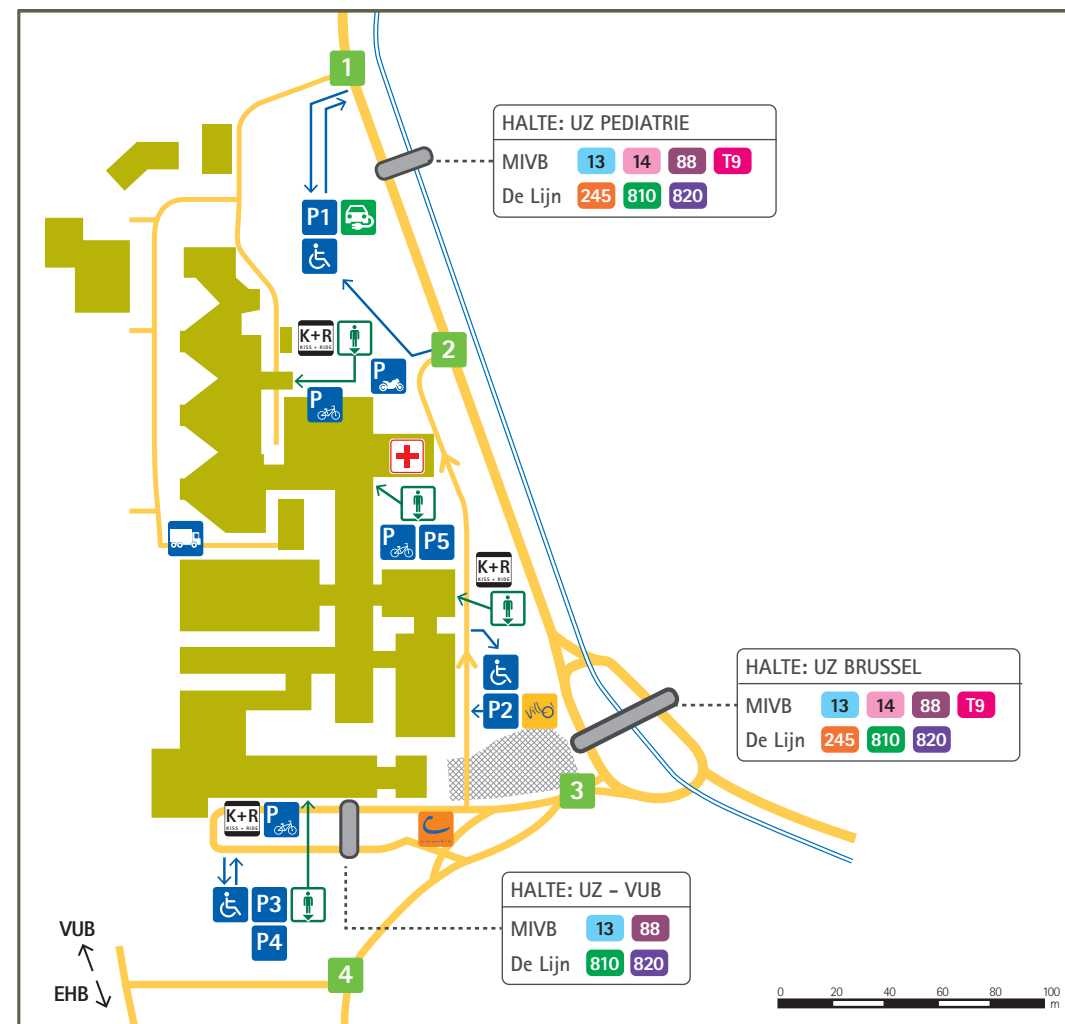 1
HALTE: UZ PEDIATRIE
MIVB 13 14 88 T9
De Lijn 245 810 820
P1
K+R
KISS + RIDE
2
P
P
P P5
K+R
KISS + RIDE
HALTE: UZ BRUSSEL
MIVB 13 14 88 T9
De Lijn 245 810 820
P2 villo
3
K+R
KISS + RIDE
P
HALTE: UZ – VUB
MIVB 13 88
De Lijn 810 820
P3
P4
VUB
EHB
4
0 20 40 60 80 100
m